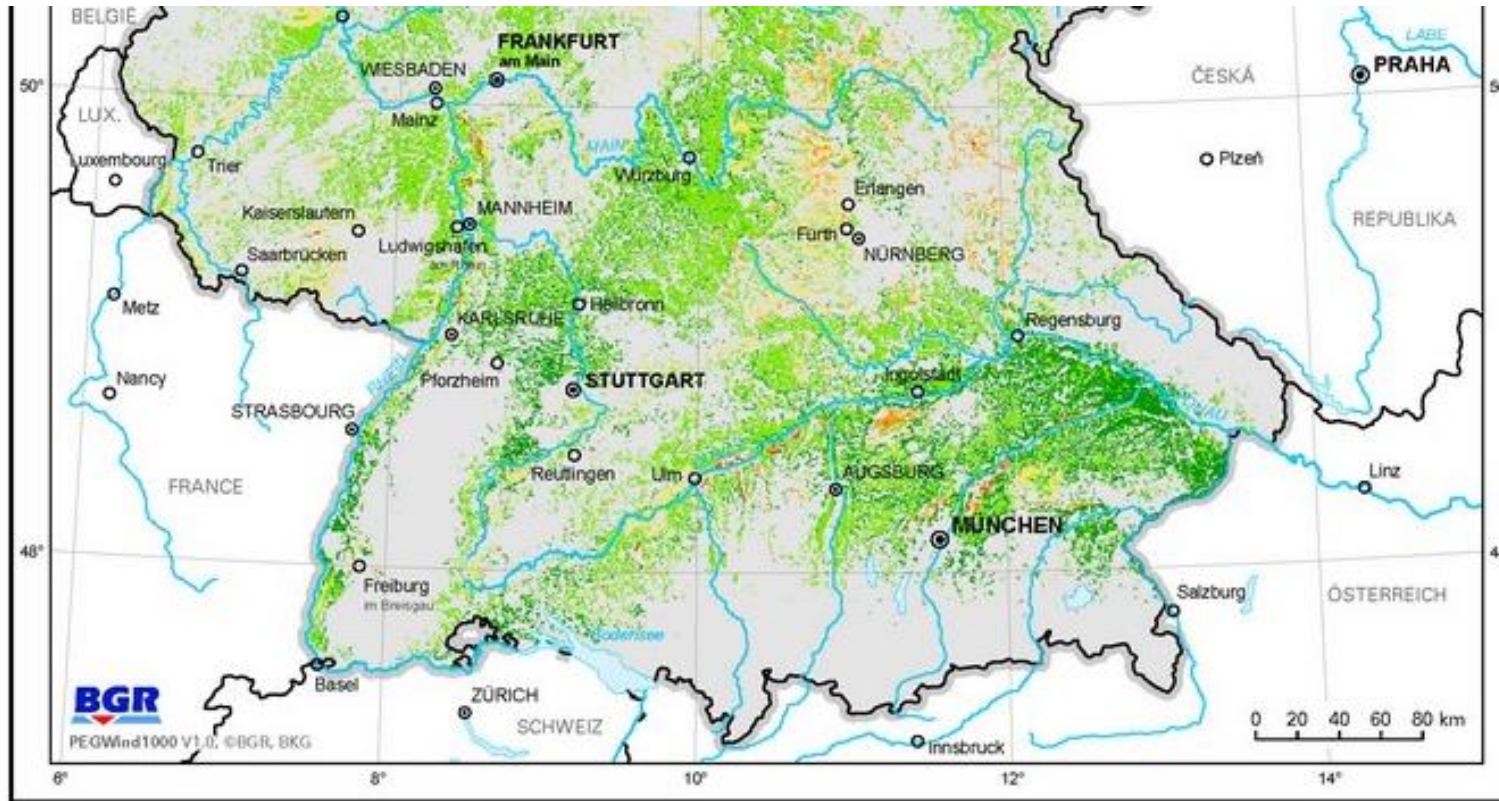 BELGIË
FRANKFURT
am Main
LABE
PRAHA
WIESBADEN
ČESKÁ
50°
LUX.
Mainz
MAIN
Luxembourg
Trier
Würzburg
Plzeň
Erlangen
Kaiserslautern
MANNHEIM
REPUBLIKA
Fürth
Ludwigshafen
NÜRNBERG
Saarbrücken
Metz
Heilbronn
KARLSRUHE
Regensburg
Nancy
Pforzheim
STUTTGART
Ingolstadt
STRASBOURG
Reutlingen
Ulm
AUGSBURG
Linz
FRANCE
MÜNCHEN
48°
Freiburg
im Breisgau
Salzburg
ÖSTERREICH
Bodensee
Basel
BGR
ZÜRICH
SCHWEIZ
0 20 40 60 80 km
PEGWind1000 V1.0, ©BGR, BKG
Innsbruck
6° 8° 10° 12° 14°